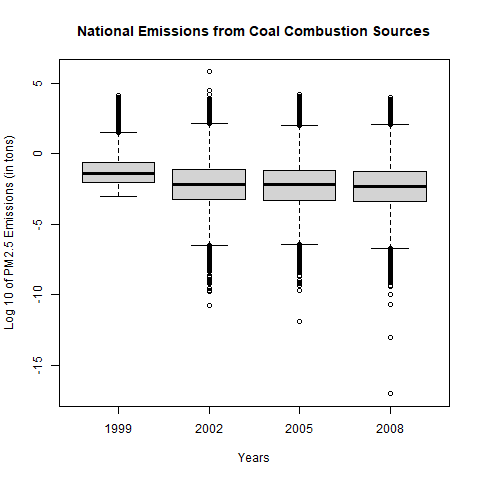 National Emissions from Coal Combustion Sources
Log 10 of PM2.5 Emissions (in tons)
5
0
-5
-10
-15
1999 2002 2005 2008
Years